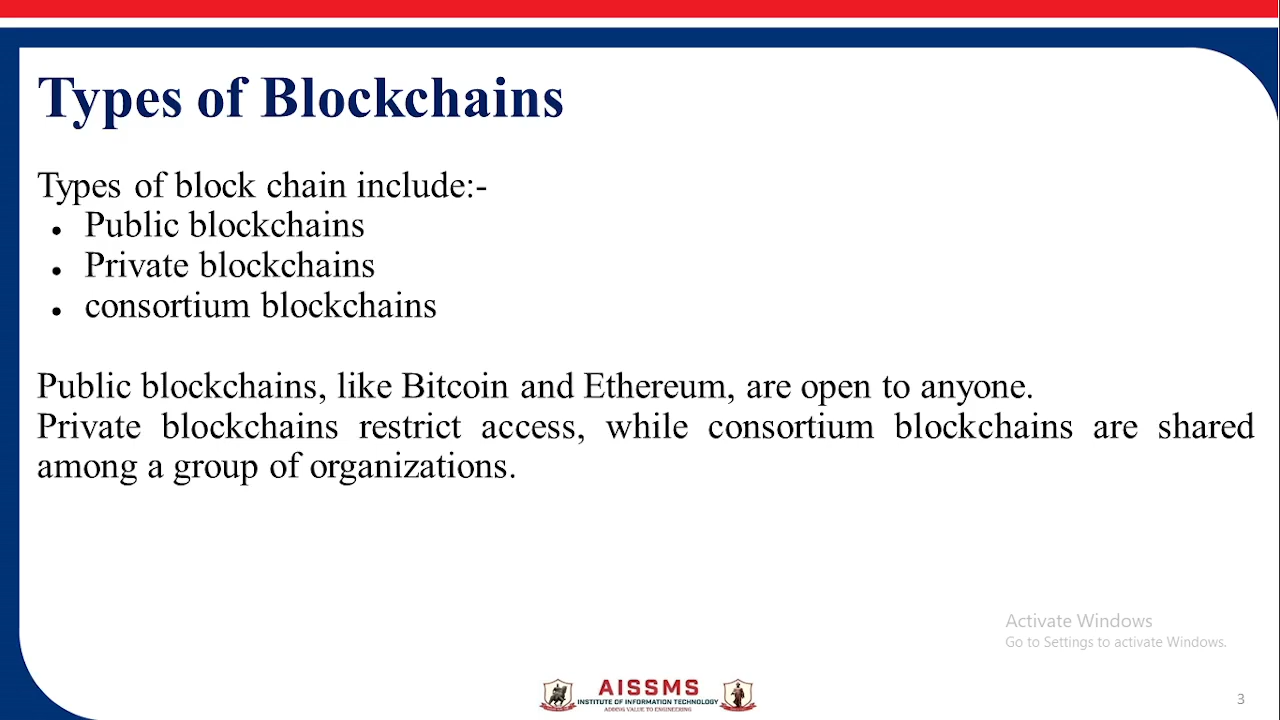 Types of Blockchains
Types of block chain include:-
• Public blockchains
• Private blockchains
• consortium blockchains
Public blockchains, like Bitcoin and Ethereum, are open to anyone.
Private blockchains restrict access, while consortium blockchains are shared
among a group of organizations.
Activate Windows
Go to Settings to activate Windows.
AISSMS
INSTITUTE OF INFORMATION TECHNOLOGY
ADDING VALUE TO ENGINEERING
3